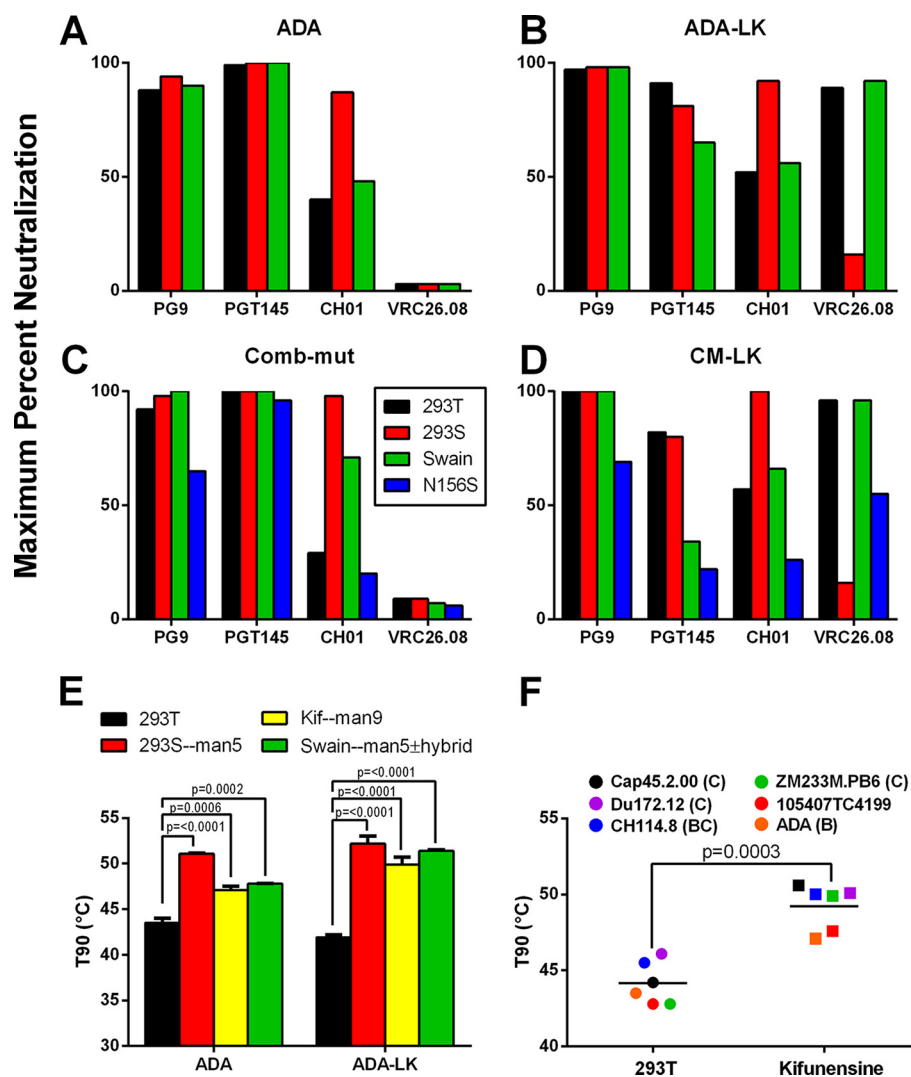 A
ADA
B
ADA-LK
Maximum Percent Neutralization
100
50
0
PG9 PGT145 CH01 VRC26.08
100
50
0
PG9 PGT145 CH01 VRC26.08
C
Comb-mut
D
CM-LK
100
50
0
PG9 PGT145 CH01 VRC26.08
293T
293S
Swain
N156S
100
50
0
PG9 PGT145 CH01 VRC26.08
E
293T
293S--man5
Kif--man9
Swain--man5±hybrid
p=0.0002
p=0.0006
p=<0.0001
p=<0.0001
p=<0.0001
p=<0.0001
T90 (°C)
55
50
45
40
35
30
ADA ADA-LK
F
Cap45.2.00 (C)
Du172.12 (C)
CH114.8 (BC)
ZM233M.PB6 (C)
105407TC4199
ADA (B)
p=0.0003
T90 (°C)
55
50
45
40
293T Kifunensine